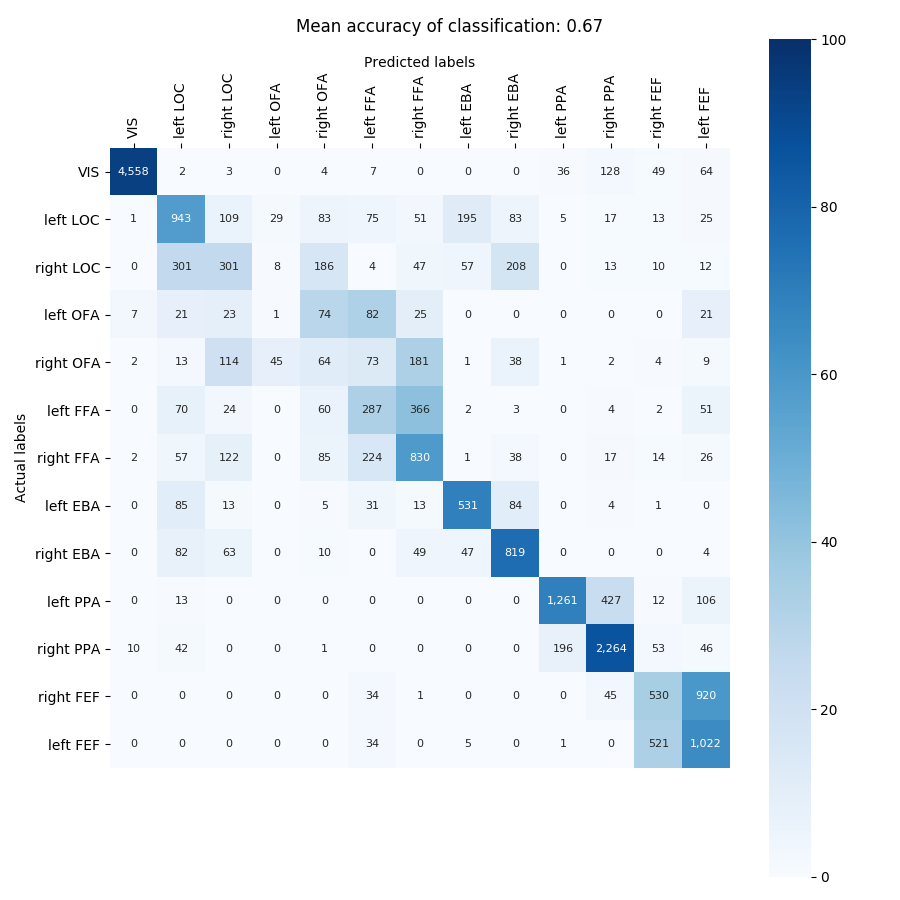 Mean accuracy of classification: 0.67
Predicted labels
VIS left LOC right LOC left OFA right OFA left FFA right FFA left EBA right EBA left PPA right PPA right FEF left FEF
Actual labels
VIS 4,558 2 3 0 4 7 0 0 0 36 128 49 64
left LOC 1 943 109 29 83 75 51 195 83 5 17 13 25
right LOC 0 301 301 8 186 4 47 57 208 0 13 10 12
left OFA 7 21 23 1 74 82 25 0 0 0 0 0 21
right OFA 2 13 114 45 64 73 181 1 38 1 2 4 9
left FFA 0 70 24 0 60 287 366 2 3 0 4 2 51
right FFA 2 57 122 0 85 224 830 1 38 0 17 14 26
left EBA 0 85 13 0 5 31 13 531 84 0 4 1 0
right EBA 0 82 63 0 10 0 49 47 819 0 0 0 4
left PPA 0 13 0 0 0 0 0 0 0 1,261 427 12 106
right PPA 10 42 0 0 1 0 0 0 0 196 2,264 53 46
right FEF 0 0 0 0 0 34 1 0 0 0 45 530 920
left FEF 0 0 0 0 0 34 0 5 0 1 0 521 1,022
100
80
60
40
20
0